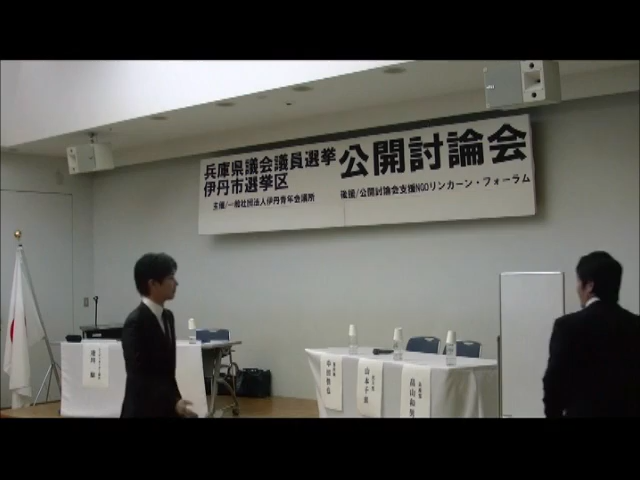 兵庫県議会議員選挙
伊丹市選挙区
公開討論会
主催/一般社団法人伊丹青年会議所
後援/公開討論会支援NGOリンカーン・フォーラム